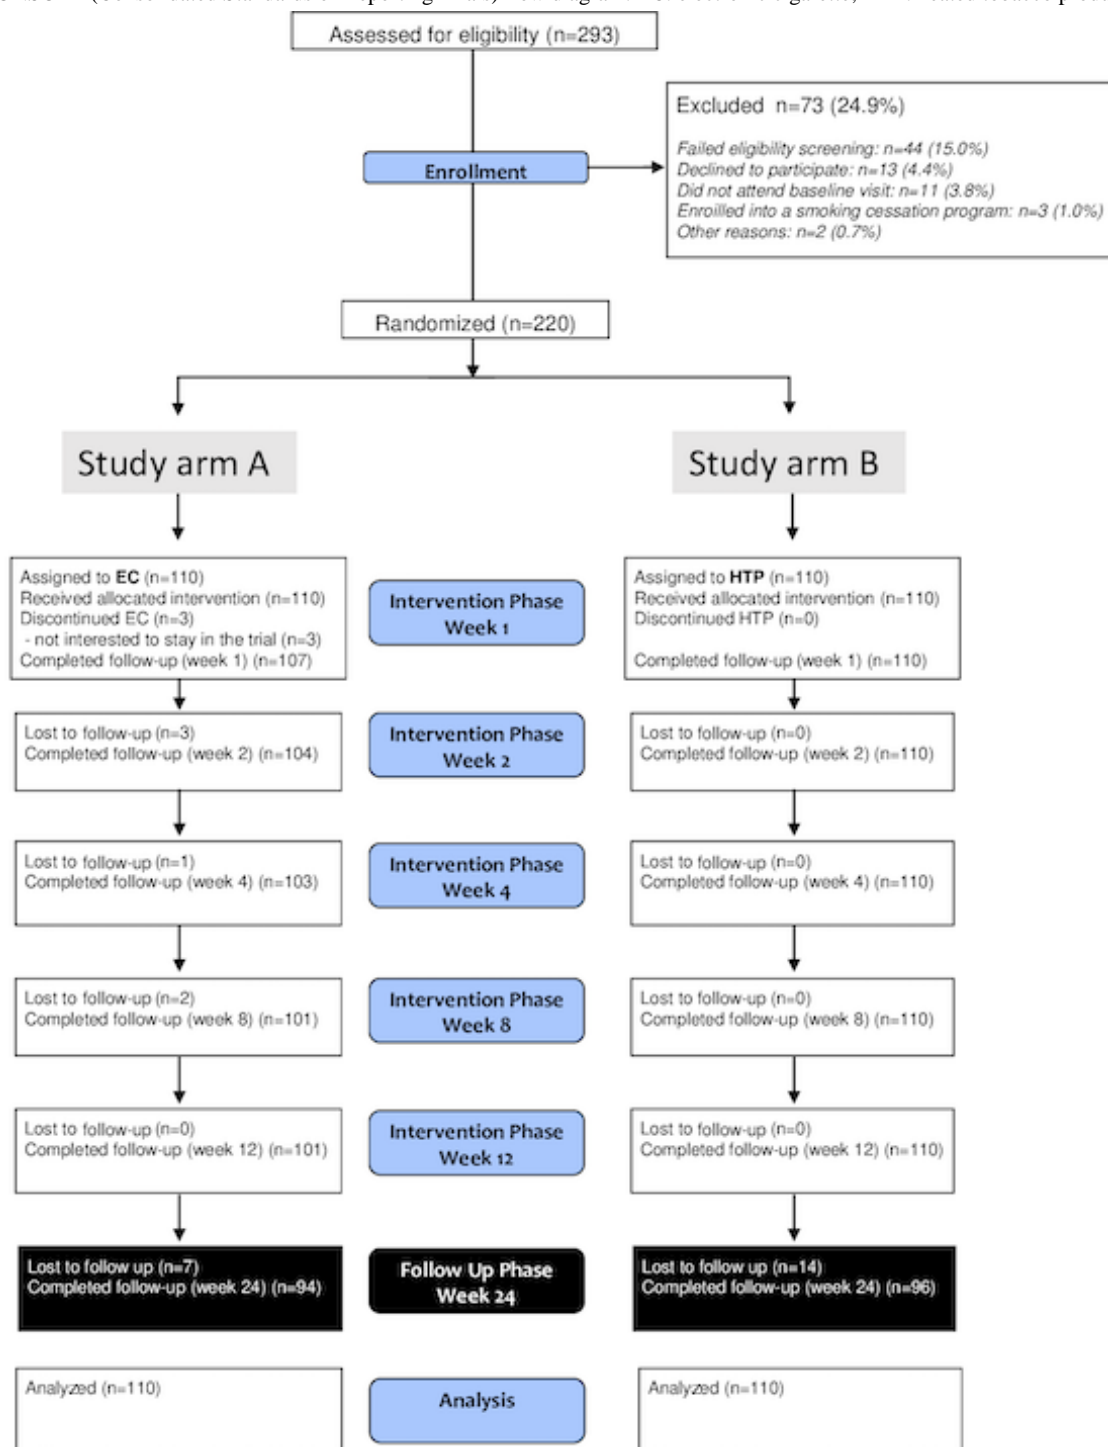 (Consolidated Standards of Reporting Trials)
Assessed for eligibility (n=293)
Excluded n=73 (24.9%)
Failed eligibility screening: n=44 (15.0%)
Declined to participate: n=13 (4.4%)
Did not attend baseline visit: n=11 (3.8%)
Enroilled into a smoking cessation program: n=3 (1.0%)
Other reasons: n=2 (0.7%)
Enrollment
Randomized (n=220)
Study arm A
Study arm B
Assigned to EC (n=110)
Received allocated intervention (n=110)
Discontinued EC (n=3)
- not interested to stay in the trial (n=3)
Completed follow-up (week 1) (n=107)
Intervention Phase
Week 1
Assigned to HTP (n=110)
Received allocated intervention (n=110)
Discontinued HTP (n=0)
Completed follow-up (week 1) (n=110)
Lost to follow-up (n=3)
Completed follow-up (week 2) (n=104)
Intervention Phase
Week 2
Lost to follow-up (n=0)
Completed follow-up (week 2) (n=110)
Lost to follow-up (n=1)
Completed follow-up (week 4) (n=103)
Intervention Phase
Week 4
Lost to follow-up (n=0)
Completed follow-up (week 4) (n=110)
Lost to follow-up (n=2)
Completed follow-up (week 8) (n=101)
Intervention Phase
Week 8
Lost to follow-up (n=0)
Completed follow-up (week 8) (n=110)
Lost to follow-up (n=0)
Completed follow-up (week 12) (n=101)
Intervention Phase
Week 12
Lost to follow-up (n=0)
Completed follow-up (week 12) (n=110)
Lost to follow up (n=7)
Completed follow-up (week 24) (n=94)
Follow Up Phase
Week 24
Lost to follow up (n=14)
Completed follow-up (week 24) (n=96)
Analyzed (n=110)
Analysis
Analyzed (n=110)